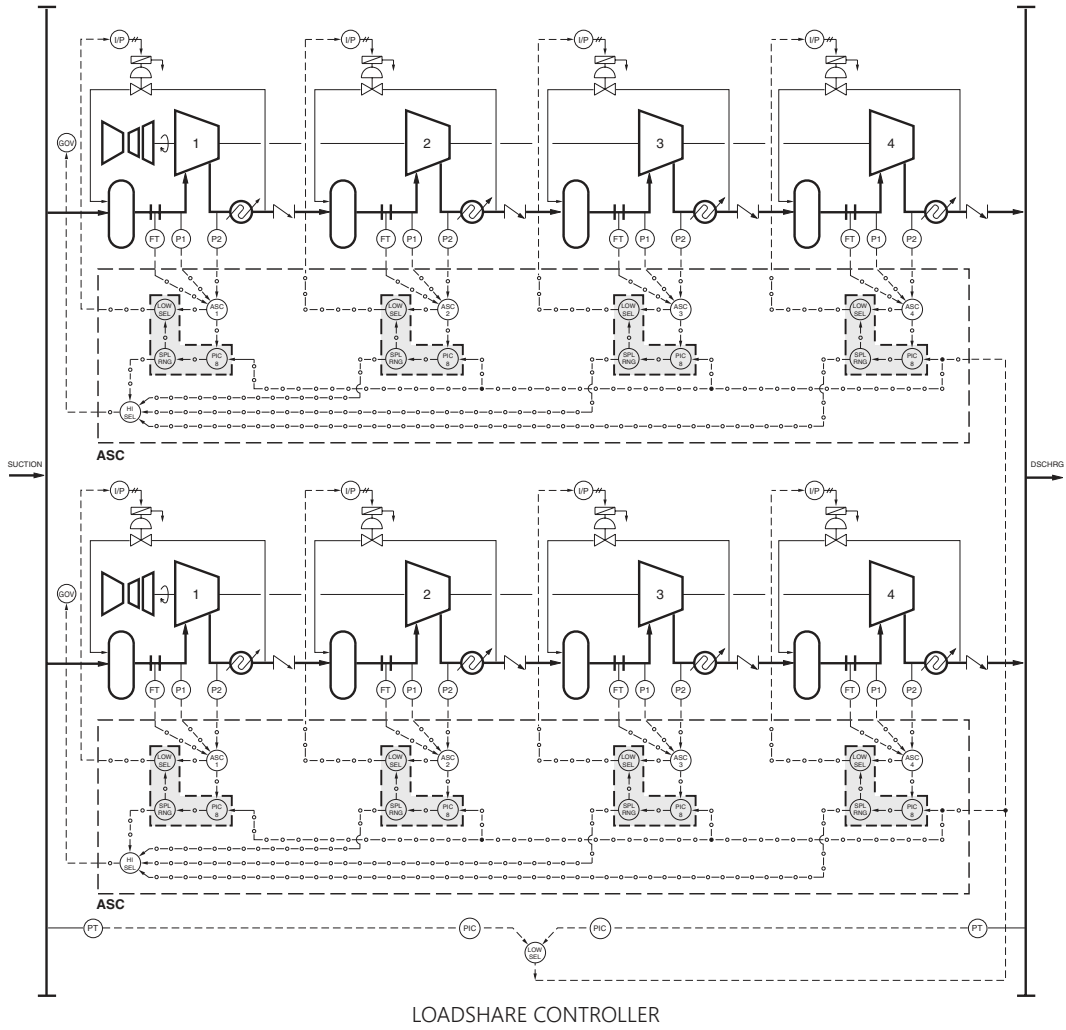 I/P I/P I/P I/P
GOV
1 2 3 4
FT P1 P2 FT P1 P2 FT P1 P2 FT P1 P2
LOW SEL ASC 1 LOW SEL ASC 2 LOW SEL ASC 3 LOW SEL ASC 4
SPL RNG PIC 8 SPL RNG PIC 8 SPL RNG PIC 8 SPL RNG PIC 8
HI SEL
ASC
SUCTION
DSCHRG
I/P I/P I/P I/P
GOV
1 2 3 4
FT P1 P2 FT P1 P2 FT P1 P2 FT P1 P2
LOW SEL ASC 1 LOW SEL ASC 2 LOW SEL ASC 3 LOW SEL ASC 4
SPL RNG PIC 8 SPL RNG PIC 8 SPL RNG PIC 8 SPL RNG PIC 8
HI SEL
ASC
PT PIC PIC PT
LOW SEL
LOADSHARE CONTROLLER